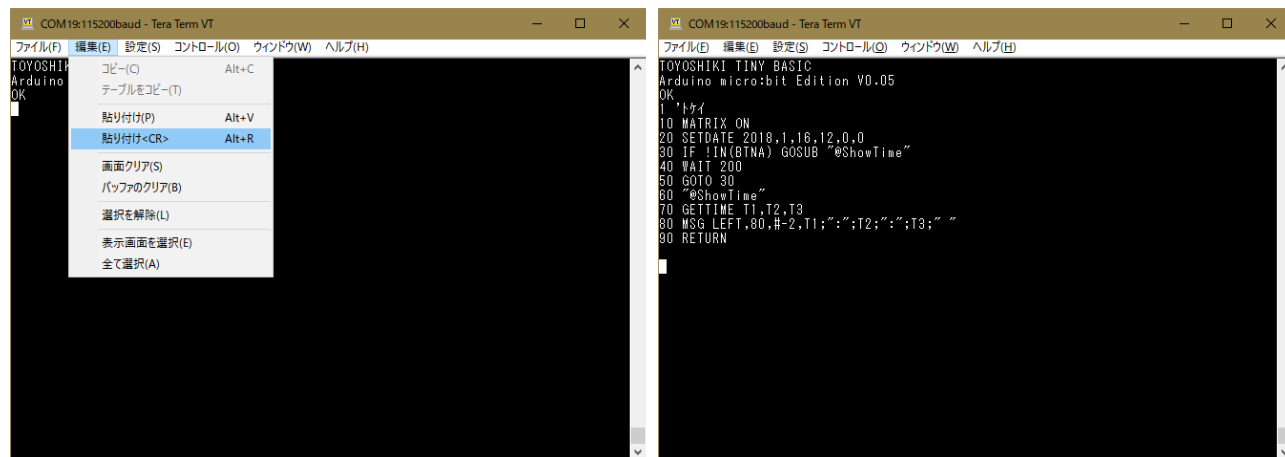 COM19:115200baud - Tera Term VT
ファイル(F) 編集(E) 設定(S) コントロール(O) ウィンドウ(W) ヘルプ(H)
TOYOSHIK
Arduino
OK
コピー(C) Alt+C
テーブルをコピー(T)
貼り付け(P) Alt+V
貼り付け<CR> Alt+R
画面クリア(S)
バッファのクリア(B)
選択を解除(L)
表示画面を選択(E)
全て選択(A)
COM19:115200baud - Tera Term VT
ファイル(F) 編集(E) 設定(S) コントロール(O) ウィンドウ(W) ヘルプ(H)
TOYOSHIKI TINY BASIC
Arduino micro:bit Edition V0.05
OK
1 'トケイ
10 MATRIX ON
20 SETDATE 2018,1,16,12,0,0
30 IF !IN(BTNA) GOSUB "@ShowTime"
40 WAIT 200
50 GOTO 30
60 "@ShowTime"
70 GETTIME T1,T2,T3
80 MSG LEFT,80,#-2,T1;":";T2;":";T3;" "
90 RETURN